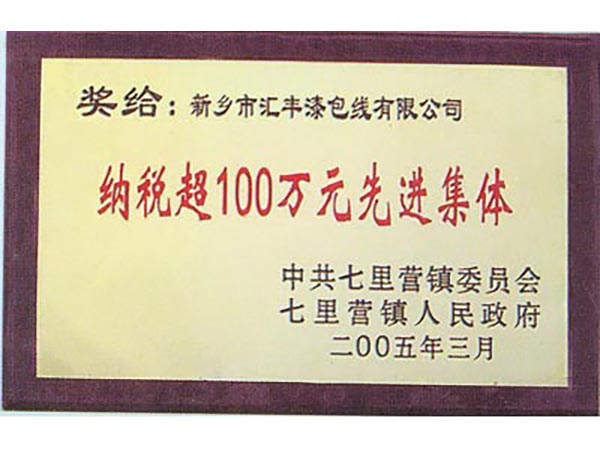 奖给：新乡市汇丰漆包线有限公司
纳税超100万元先进集体
中共七里营镇委员会
七里营镇人民政府
二00五年三月